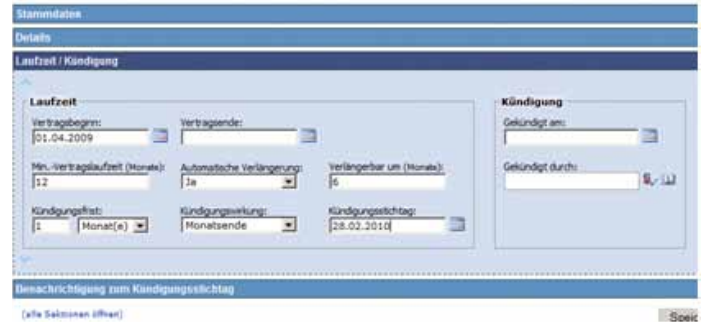 Stammdaten
Details
Laufzeit / Kündigung
Laufzeit
Vertragsbeginn: Vertragsende:
01.04.2009
Min.-Vertragslaufzeit (Monate): Automatische Verlängerung: Verlängerbar um (Monate):
12 Ja 6
Kündigungsfrist: Kündigungswirkung: Kündigungsstichtag:
1 Monat(e) Monatsende 28.02.2010
Kündigung
Gekündigt am:
Gekündigt durch:
Benachrichtigung zum Kündigungsstichtag
(alle Sektionen öffnen)
Speic